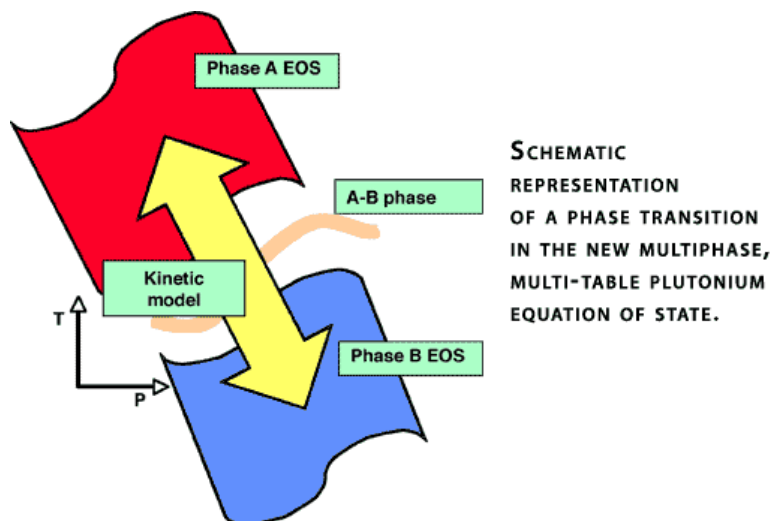 Phase A EOS
A-B phase
Kinetic
model
T
Phase B EOS
P
SCHEMATIC
REPRESENTATION
OF A PHASE TRANSITION
IN THE NEW MULTIPHASE,
MULTI-TABLE PLUTONIUM
EQUATION OF STATE.